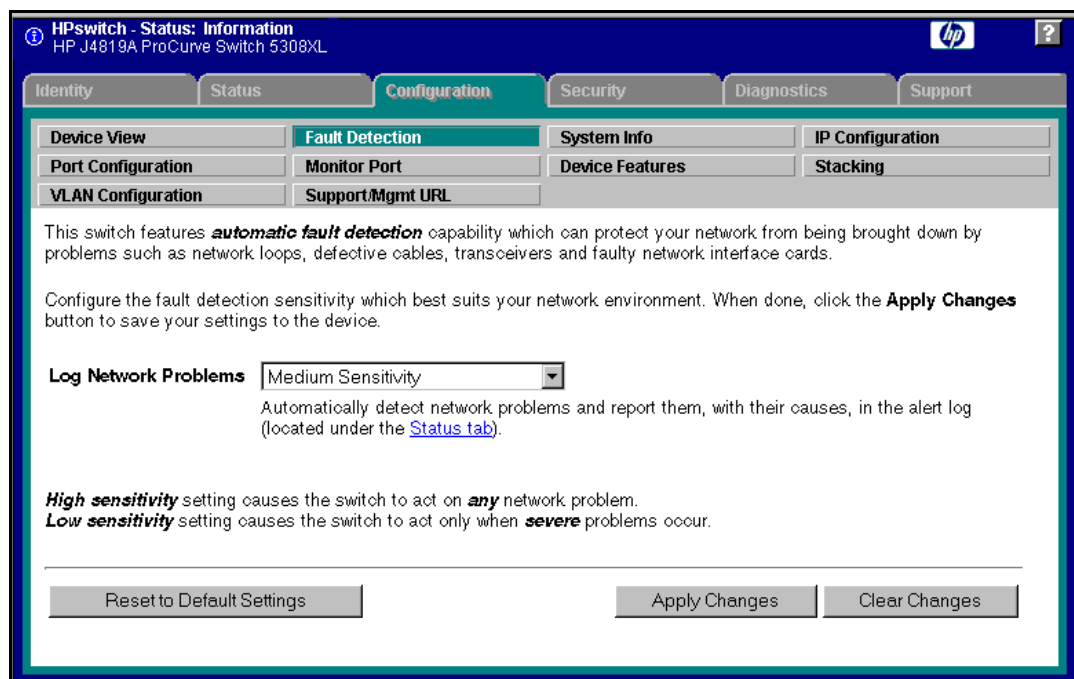 HPswitch - Status: Information
HP J4819A ProCurve Switch 5308XL
hp
?
Identity
Status
Configuration
Security
Diagnostics
Support
Device View
Fault Detection
System Info
IP Configuration
Port Configuration
Monitor Port
Device Features
Stacking
VLAN Configuration
Support/Mgmt URL
This switch features automatic fault detection capability which can protect your network from being brought down by
problems such as network loops, defective cables, transceivers and faulty network interface cards.
Configure the fault detection sensitivity which best suits your network environment. When done, click the Apply Changes
button to save your settings to the device.
Log Network Problems Medium Sensitivity
Automatically detect network problems and report them, with their causes, in the alert log
(located under the Status tab).
High sensitivity setting causes the switch to act on any network problem.
Low sensitivity setting causes the switch to act only when severe problems occur.
Reset to Default Settings
Apply Changes
Clear Changes